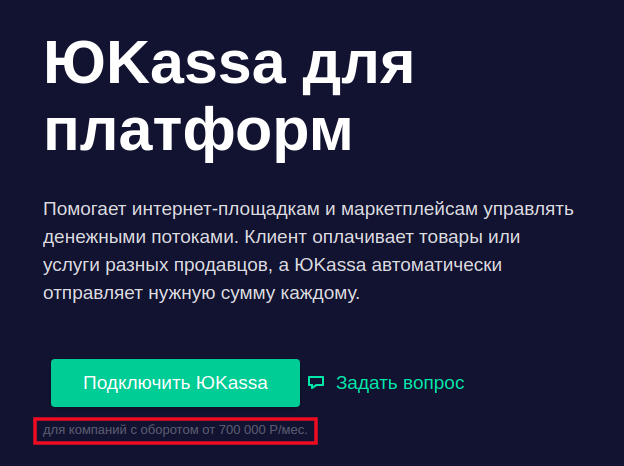 ЮKassa для
платформ
Помогает интернет-площадкам и маркетплейсам управлять
денежными потоками. Клиент оплачивает товары или
услуги разных продавцов, а ЮKassa автоматически
отправляет нужную сумму каждому.
Подключить ЮKassa
Задать вопрос
для компаний с оборотом от 700 000 Р/мес.